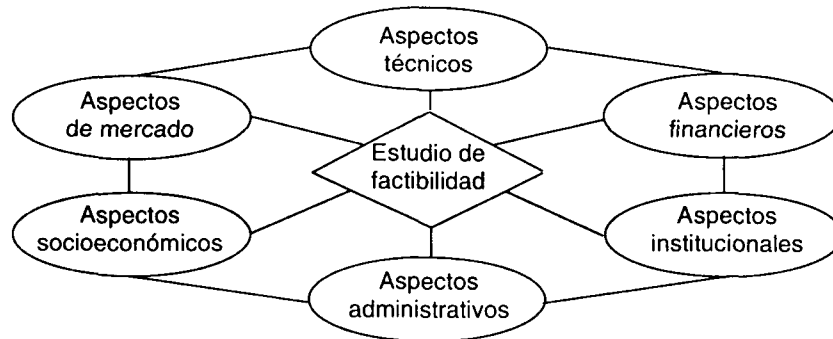 Aspectos
técnicos
Aspectos
de mercado
Aspectos
financieros
Estudio de
factibilidad
Aspectos
socioeconómicos
Aspectos
institucionales
Aspectos
administrativos